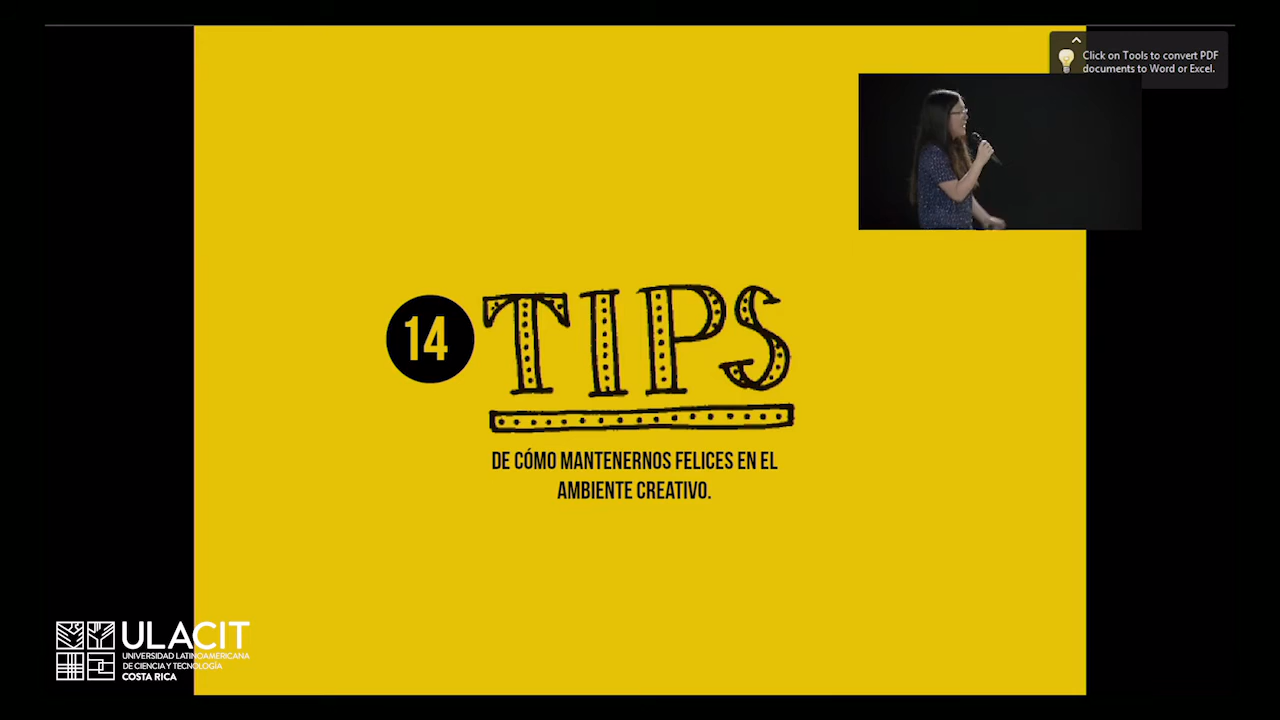 Click on Tools to convert PDF
documents to Word or Excel.
14
TIPS
DE CÓMO MANTENERNOS FELICES EN EL
AMBIENTE CREATIVO.
ULACIT
UNIVERSIDAD LATINOAMERICANA
DE CIENCIA Y TECNOLOGÍA
COSTA RICA